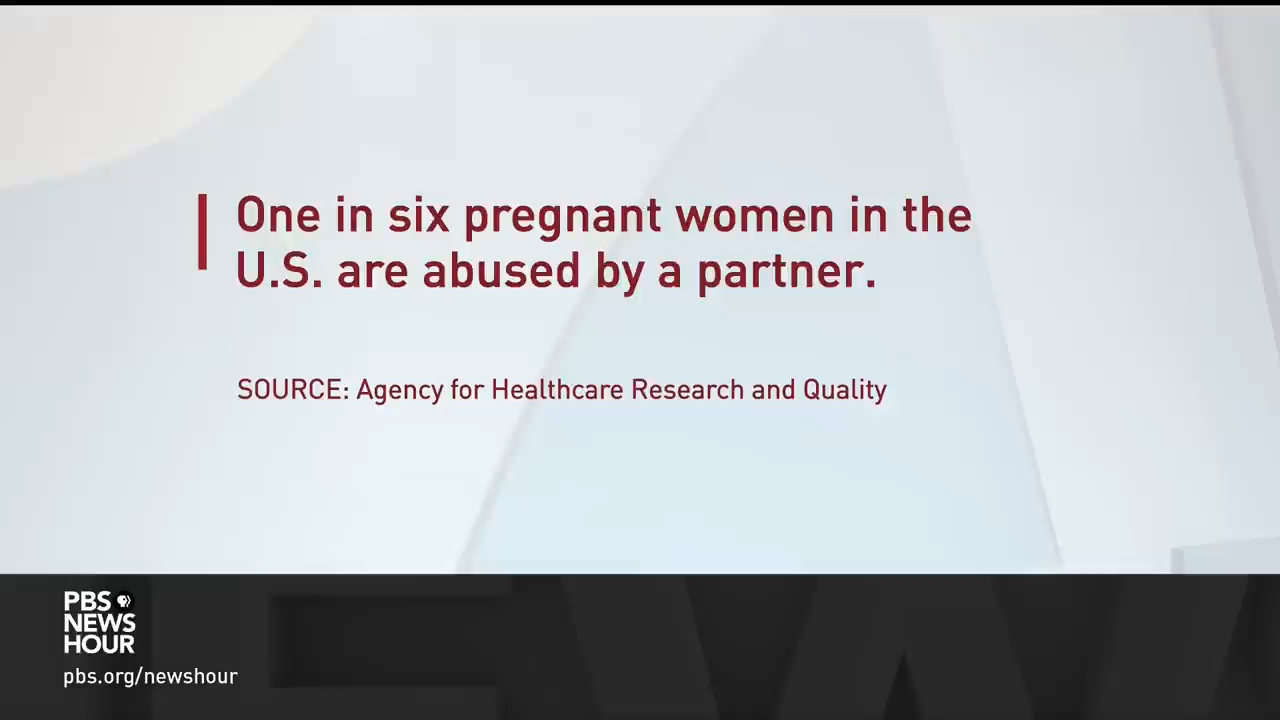 One in six pregnant women in the
U.S. are abused by a partner.
SOURCE: Agency for Healthcare Research and Quality
PBS
NEWS
HOUR
pbs.org/newshour